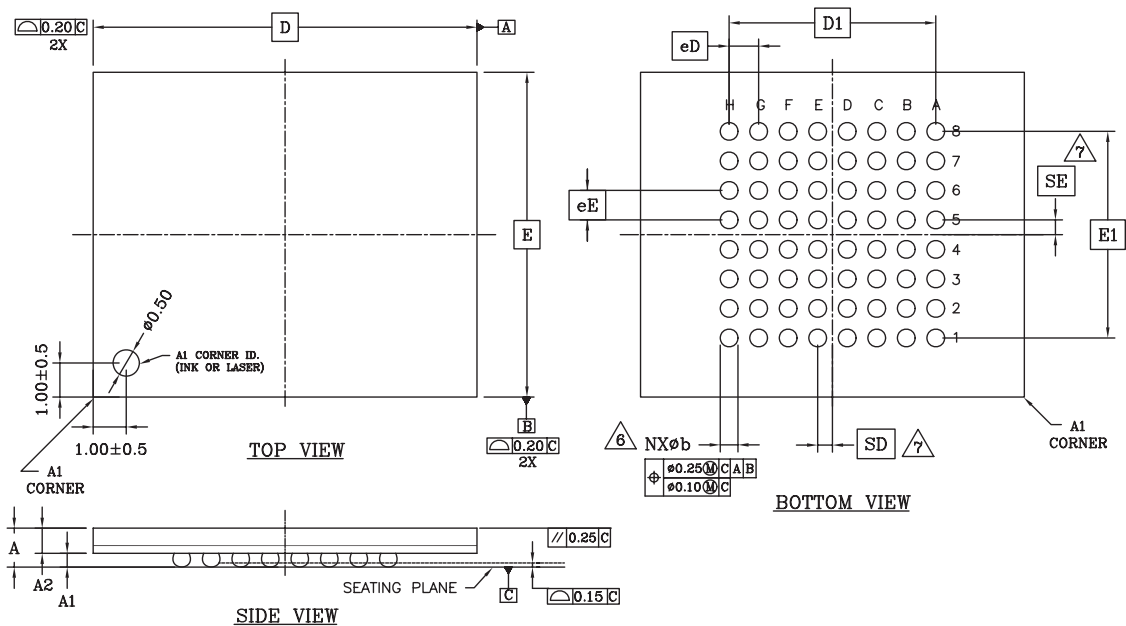 ⌓ 0.20 C
2X
D
A
E
ø0.50
A1 CORNER ID.
(INK OR LASER)
1.00±0.5
1.00±0.5
A1
CORNER
B
⌓ 0.20 C
2X
TOP VIEW
D1
eD
H G F E D C B A
8
7
6
5
4
3
2
1
7
SE
eE
E1
6 NXøb
⌖ ø0.25Ⓜ C A B
ø0.10Ⓜ C
SD 7
A1
CORNER
BOTTOM VIEW
A
A2
A1
// 0.25 C
SEATING PLANE
C
⌓ 0.15 C
SIDE VIEW